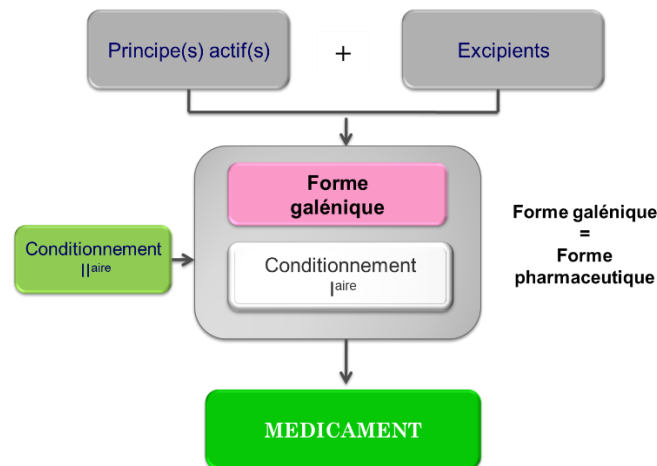 Principe(s) actif(s)
+
Excipients
Forme
galénique
Forme galénique
=
Forme
pharmaceutique
Conditionnement
IIaire
Conditionnement
Iaire
MEDICAMENT